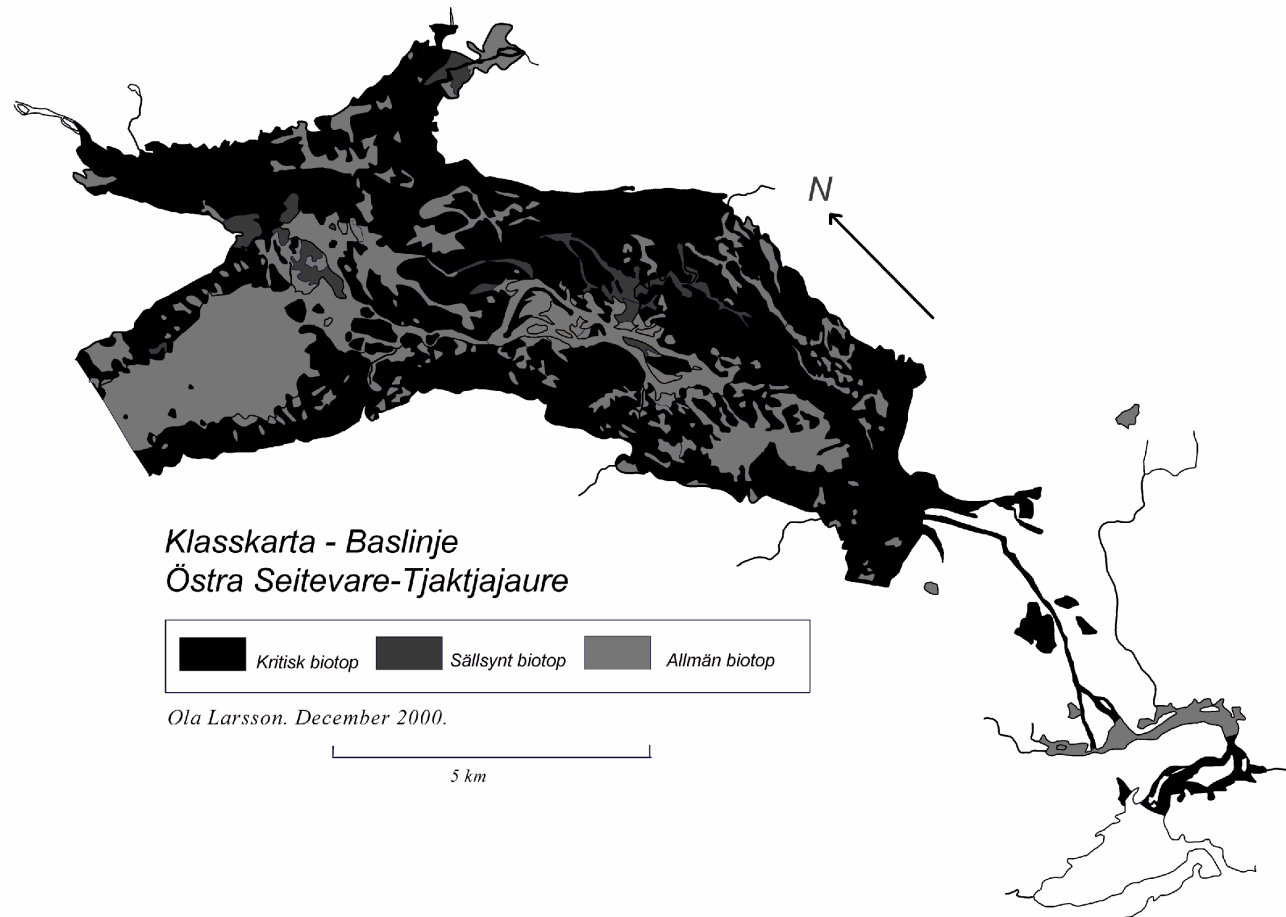 N
Klasskarta - Baslinje
Östra Seitevare-Tjaktjajaure
Kritisk biotop Sällsynt biotop Allmän biotop
Ola Larsson. December 2000.
5 km